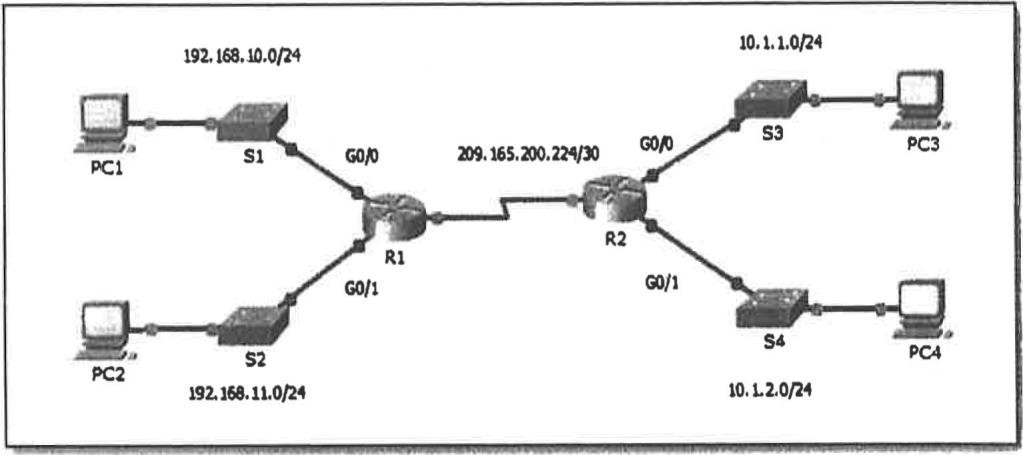 192.168.10.0/24
10.1.1.0/24
PC1
S1
G0/0
209.165.200.224/30
G0/0
S3
PC3
R1
R2
G0/1
G0/1
PC2
S2
S4
PC4
192.168.11.0/24
10.1.2.0/24